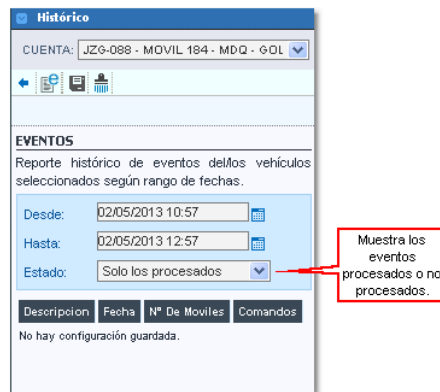 Histórico
CUENTA: JZG-088 - MOVIL 184 - MDQ - GOL
EVENTOS
Reporte histórico de eventos del/los vehículos
seleccionados según rango de fechas.
Desde: 02/05/2013 10:57
Hasta: 02/05/2013 12:57
Estado: Solo los procesados
Muestra los
eventos
procesados o no
procesados.
Descripcion Fecha Nº De Moviles Comandos
No hay configuración guardada.